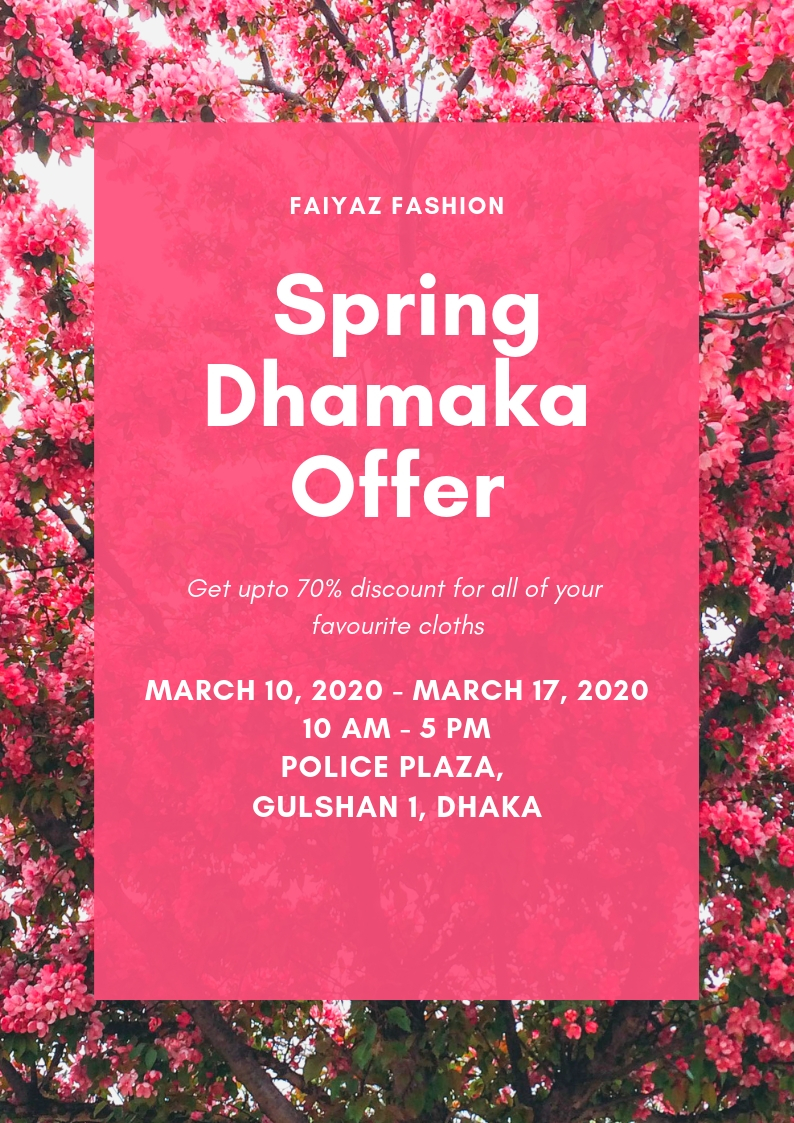 FAIYAZ FASHION
Spring
Dhamaka
Offer
Get upto 70% discount for all of your
favourite cloths
MARCH 10, 2020 - MARCH 17, 2020
10 AM - 5 PM
POLICE PLAZA,
GULSHAN 1, DHAKA